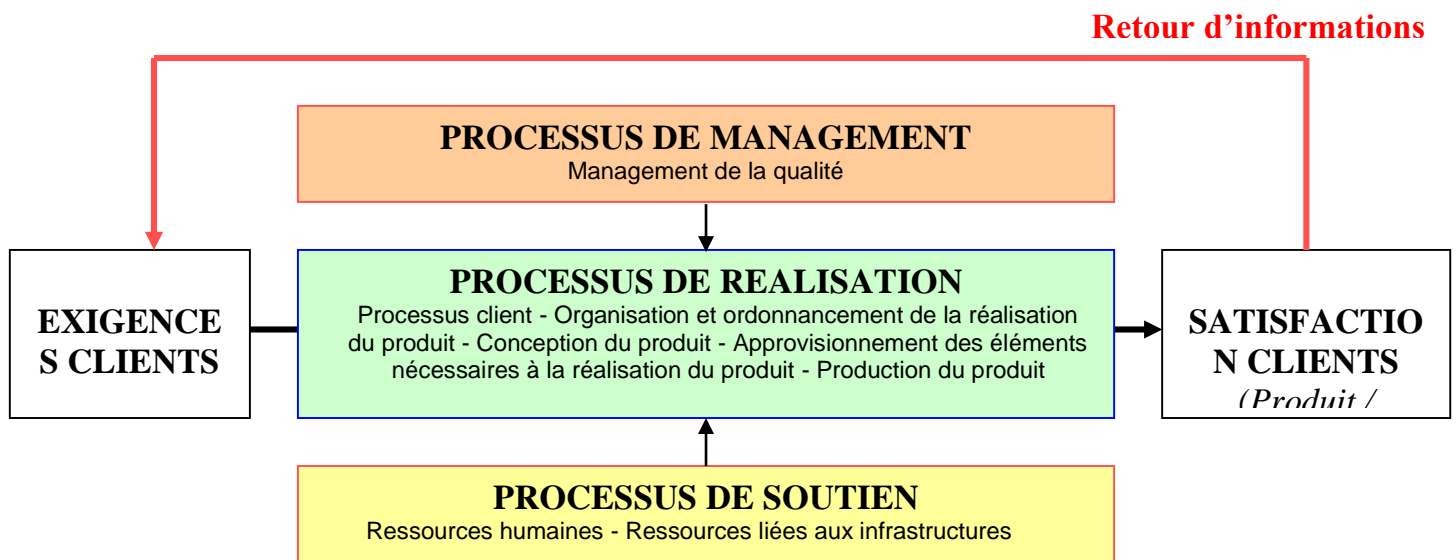 Retour d’informations
PROCESSUS DE MANAGEMENT
Management de la qualité
EXIGENCE
S CLIENTS
PROCESSUS DE REALISATION
Processus client - Organisation et ordonnancement de la réalisation
du produit - Conception du produit - Approvisionnement des éléments
nécessaires à la réalisation du produit - Production du produit
SATISFACTIO
N CLIENTS
(Produit /
PROCESSUS DE SOUTIEN
Ressources humaines - Ressources liées aux infrastructures